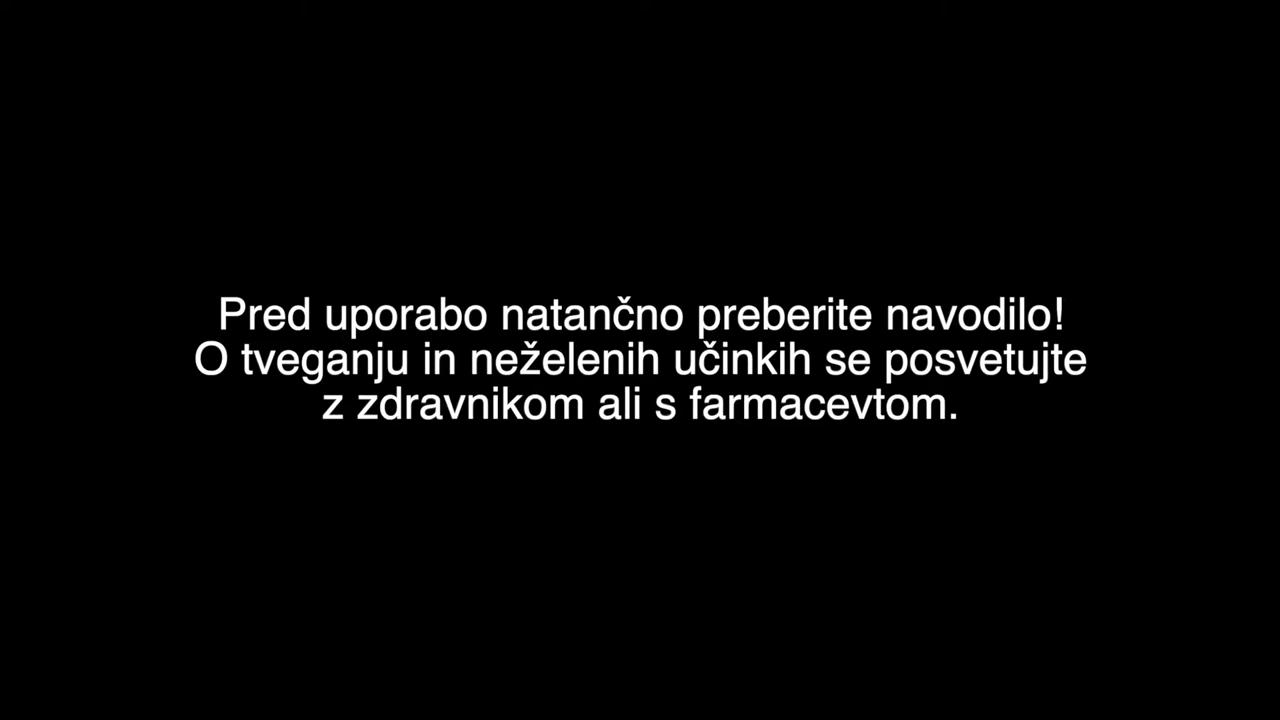 Pred uporabo natančno preberite navodilo!
O tveganju in neželenih učinkih se posvetujte
z zdravnikom ali s farmacevtom.